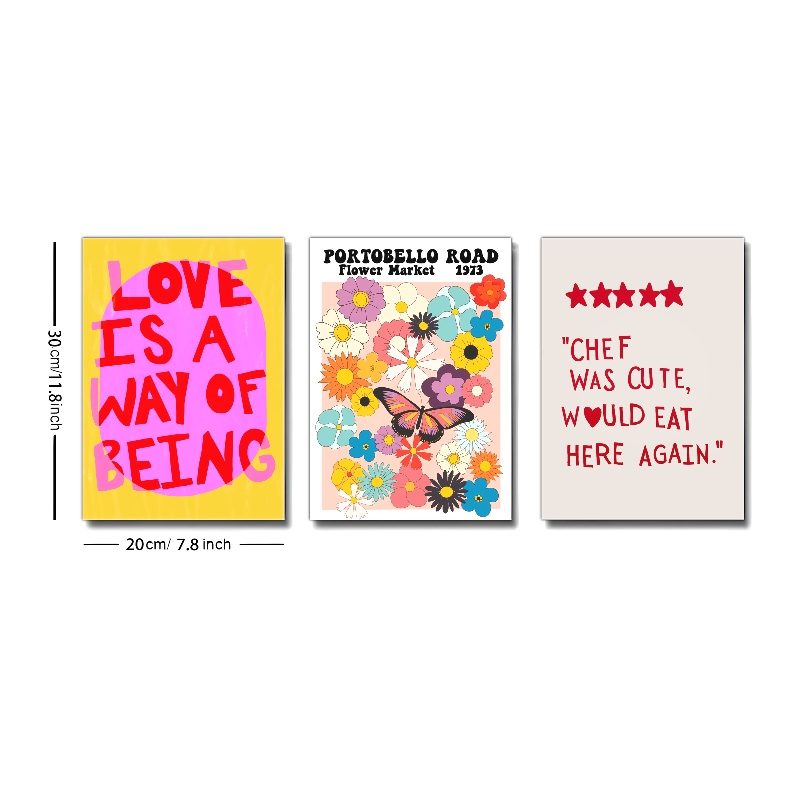 30cm/11.8inch
LOVE
IS A
WAY OF
BEING
20cm/ 7.8 inch
PORTOBELLO ROAD
Flower Market 1973
"CHEF
WAS CUTE,
W♥ULD EAT
HERE AGAIN."